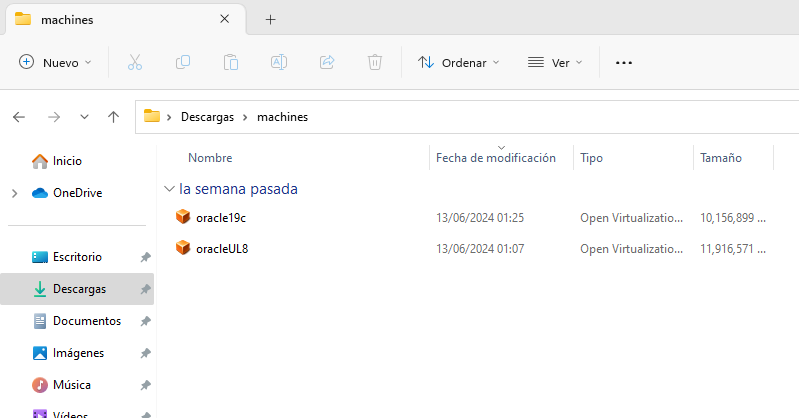 machines
Nuevo
Ordenar
Ver
Descargas > machines
Nombre
Fecha de modificación
Tipo
Tamaño
Inicio
OneDrive
la semana pasada
oracle19c 13/06/2024 01:25 Open Virtualizatio... 10,156,899 ...
oracleUL8 13/06/2024 01:07 Open Virtualizatio... 11,916,571 ...
Escritorio
Descargas
Documentos
Imágenes
Música
Vídeos